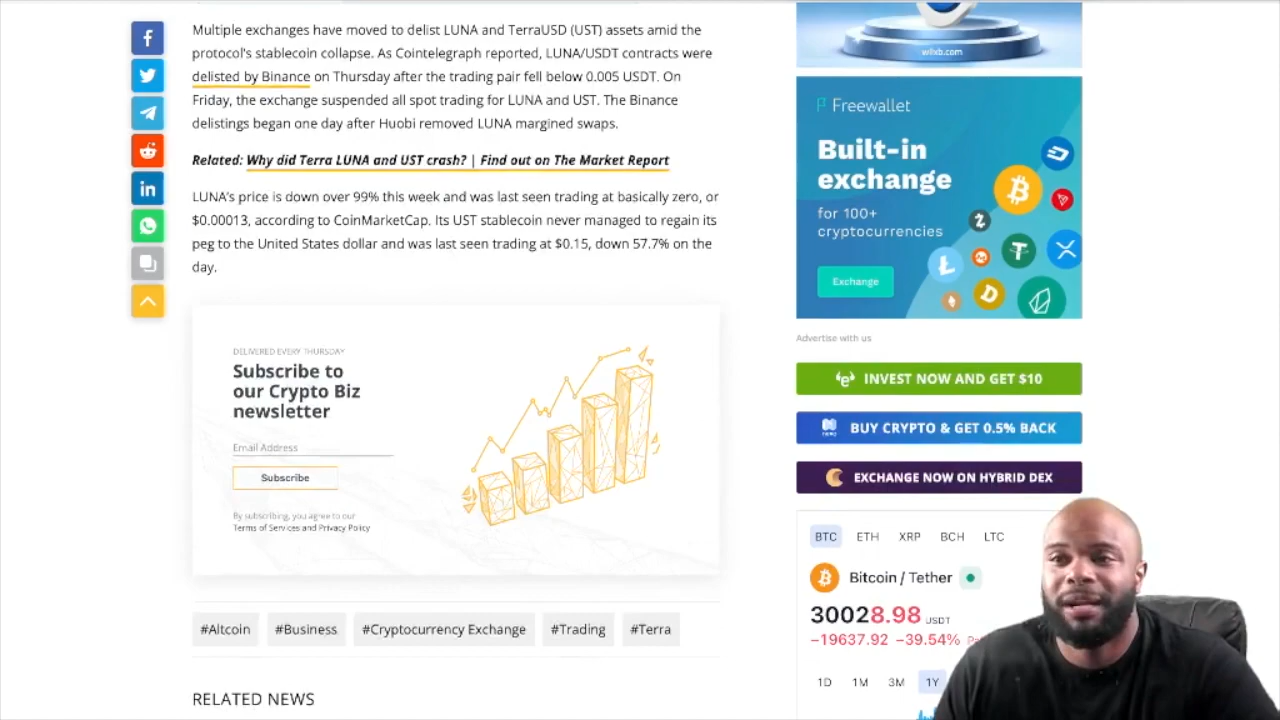 Multiple exchanges have moved to delist LUNA and TerraUSD (UST) assets amid the
protocol's stablecoin collapse. As Cointelegraph reported, LUNA/USDT contracts were
delisted by Binance on Thursday after the trading pair fell below 0.005 USDT. On
Friday, the exchange suspended all spot trading for LUNA and UST. The Binance
delistings began one day after Huobi removed LUNA margined swaps.
Related: Why did Terra LUNA and UST crash? | Find out on The Market Report
LUNA's price is down over 99% this week and was last seen trading at basically zero, or
$0.00013, according to CoinMarketCap. Its UST stablecoin never managed to regain its
peg to the United States dollar and was last seen trading at $0.15, down 57.7% on the
day.
DELIVERED EVERY THURSDAY
Subscribe to
our Crypto Biz
newsletter
Email Address
Subscribe
By subscribing, you agree to our
Terms of Services and Privacy Policy
#Altcoin #Business #Cryptocurrency Exchange #Trading #Terra
RELATED NEWS
Freewallet
Built-in
exchange
for 100+
cryptocurrencies
Exchange
Advertise with us
INVEST NOW AND GET $10
BUY CRYPTO & GET 0.5% BACK
EXCHANGE NOW ON HYBRID DEX
BTC ETH XRP BCH LTC
Bitcoin / Tether
30028.98 USDT
−19637.92 −39.54%
1D 1M 3M 1Y